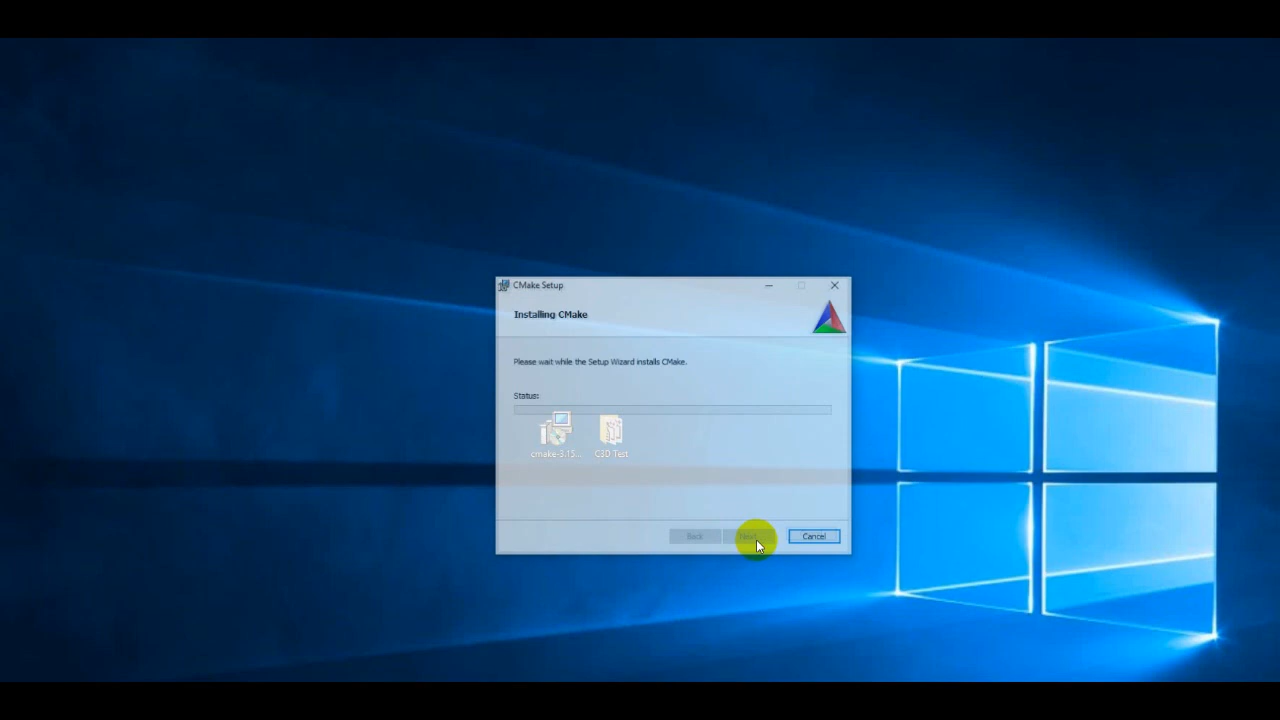 CMake Setup
Installing CMake
Please wait while the Setup Wizard installs CMake.
Status:
cmake-3.15...
C3D Test
Back
Next
Cancel